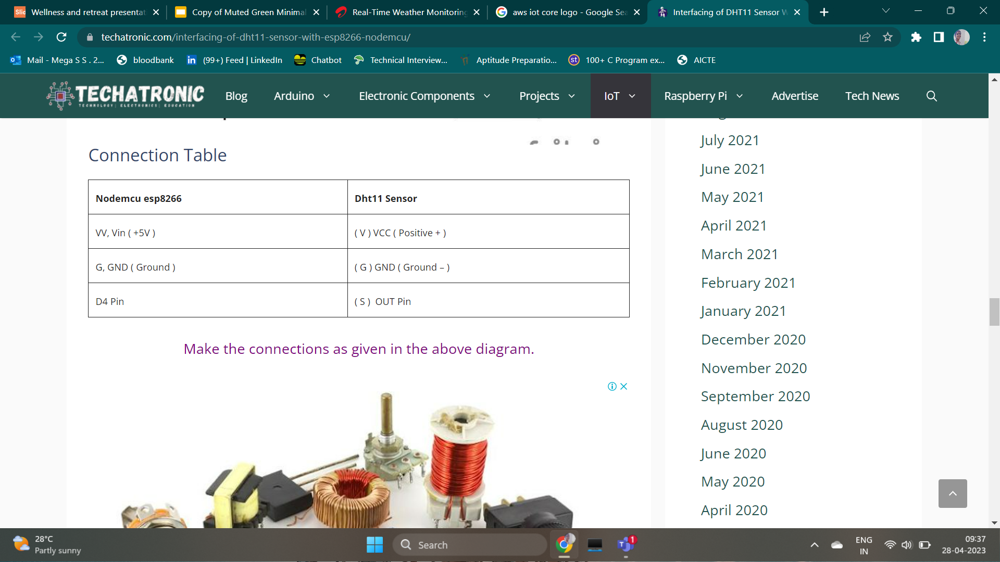 Slic Wellness and retreat presentati
Copy of Muted Green Minimal
Real-Time Weather Monitoring
aws iot core logo - Google Sea
Interfacing of DHT11 Sensor W
techatronic.com/interfacing-of-dht11-sensor-with-esp8266-nodemcu/
Mail - Mega S S . 2...
bloodbank
in (99+) Feed | LinkedIn
Chatbot
Technical Interview...
Aptitude Preparatio...
st 100+ C Program ex...
AICTE
TECHATRONIC
TECHNOLOGY| ELECTRONICS| EDUCATION
Blog
Arduino
Electronic Components
Projects
IoT
Raspberry Pi
Advertise
Tech News
Connection Table
Nodemcu esp8266 Dht11 Sensor
VV, Vin ( +5V ) ( V ) VCC ( Positive + )
G, GND ( Ground ) ( G ) GND ( Ground – )
D4 Pin ( S ) OUT Pin
Make the connections as given in the above diagram.
July 2021
June 2021
May 2021
April 2021
March 2021
February 2021
January 2021
December 2020
November 2020
September 2020
August 2020
June 2020
May 2020
April 2020
28°C
Partly sunny
Search
T 1
ENG
IN
09:37
28-04-2023